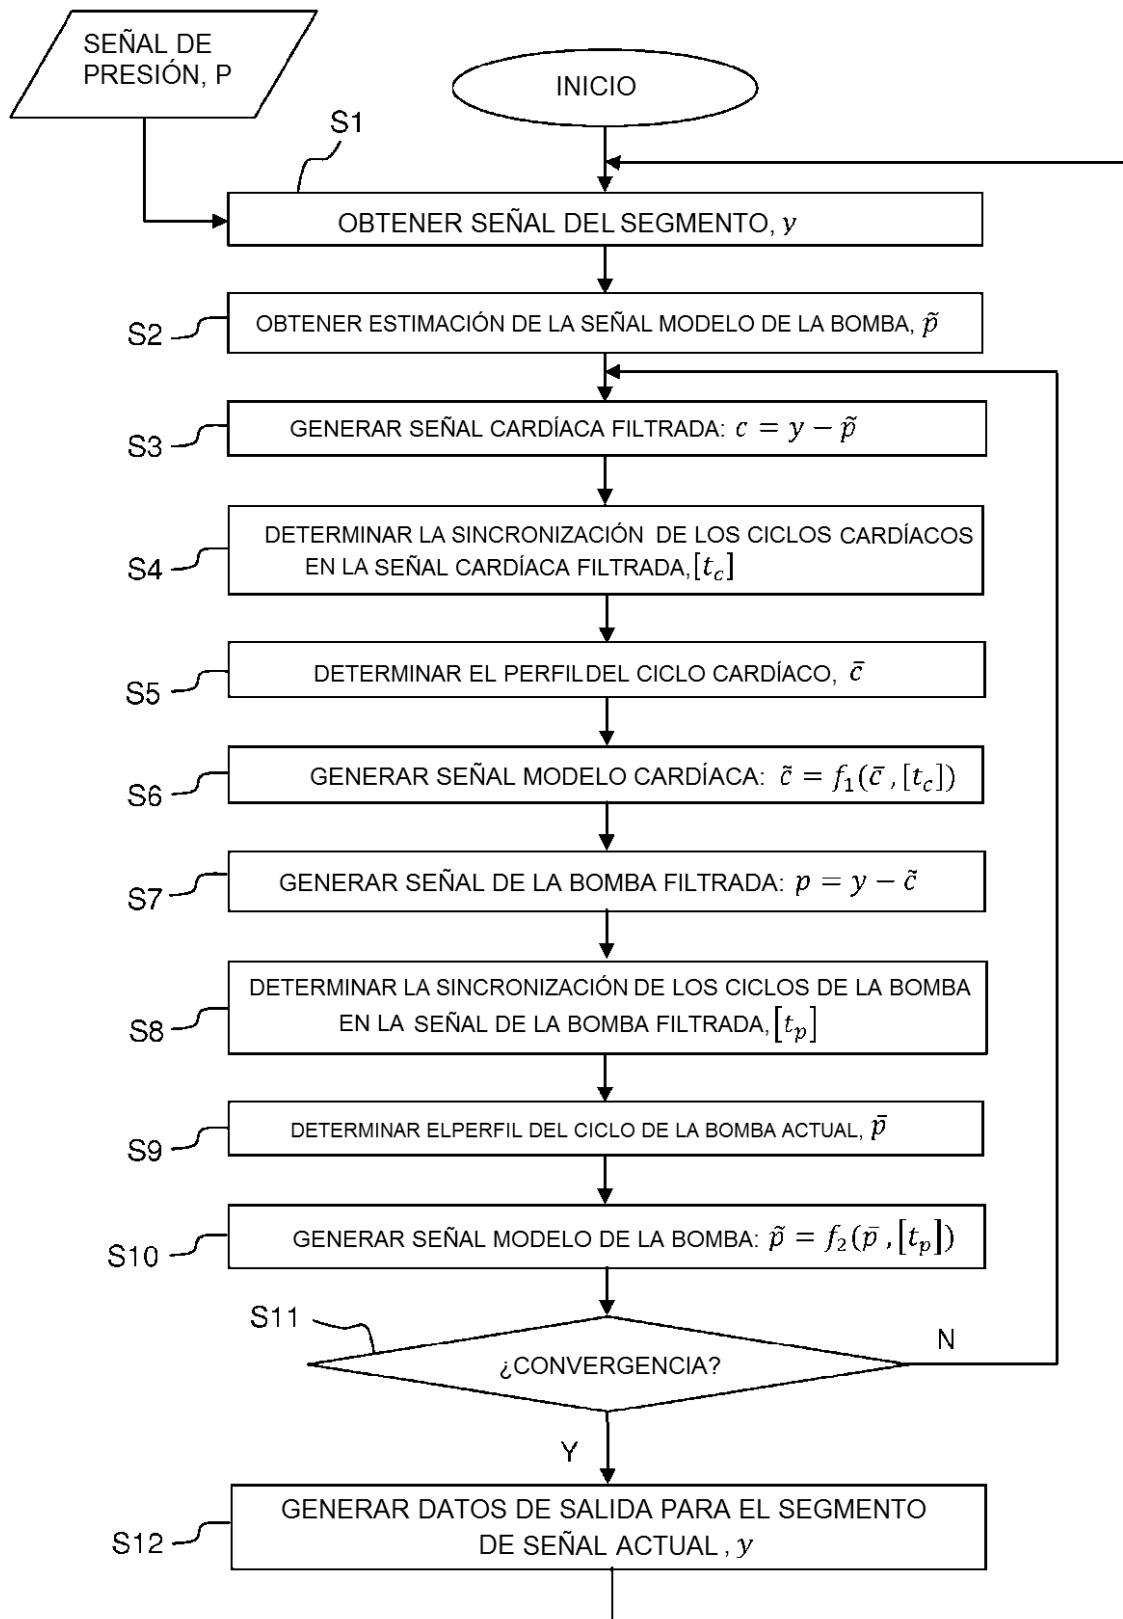 SEÑAL DE
PRESIÓN, P
INICIO
S1
OBTENER SEÑAL DEL SEGMENTO, y
S2
OBTENER ESTIMACIÓN DE LA SEÑAL MODELO DE LA BOMBA, p̃
S3
GENERAR SEÑAL CARDÍACA FILTRADA: c = y − p̃
S4
DETERMINAR LA SINCRONIZACIÓN DE LOS CICLOS CARDÍACOS
EN LA SEÑAL CARDÍACA FILTRADA, [t_c]
S5
DETERMINAR EL PERFIL DEL CICLO CARDÍACO, c̄
S6
GENERAR SEÑAL MODELO CARDÍACA: c̃ = f₁(c̄, [t_c])
S7
GENERAR SEÑAL DE LA BOMBA FILTRADA: p = y − c̃
S8
DETERMINAR LA SINCRONIZACIÓN DE LOS CICLOS DE LA BOMBA
EN LA SEÑAL DE LA BOMBA FILTRADA, [t_p]
S9
DETERMINAR ELPERFIL DEL CICLO DE LA BOMBA ACTUAL, p̄
S10
GENERAR SEÑAL MODELO DE LA BOMBA: p̃ = f₂(p̄, [t_p])
S11
¿CONVERGENCIA?
N
Y
S12
GENERAR DATOS DE SALIDA PARA EL SEGMENTO
DE SEÑAL ACTUAL, y